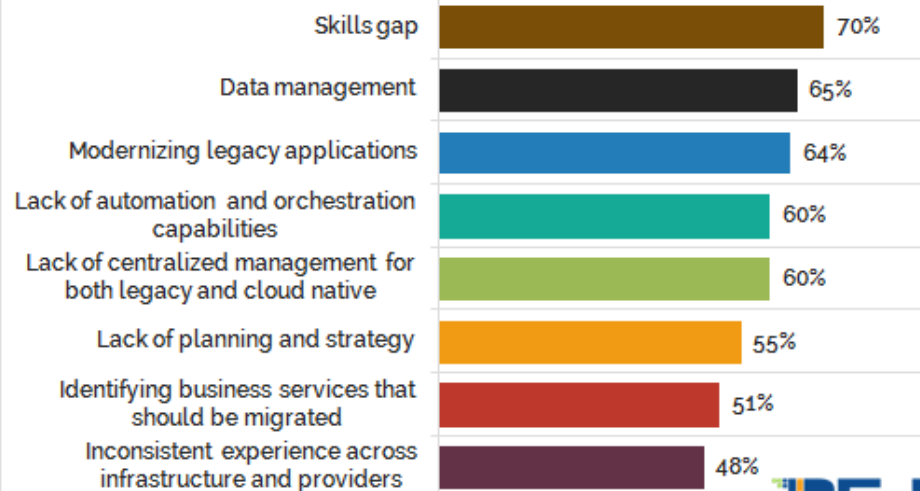 Skills gap
70%
Data management
65%
Modernizing legacy applications
64%
Lack of automation and orchestration
capabilities
60%
Lack of centralized management for
both legacy and cloud native
60%
Lack of planning and strategy
55%
Identifying business services that
should be migrated
51%
Inconsistent experience across
infrastructure and providers
48%